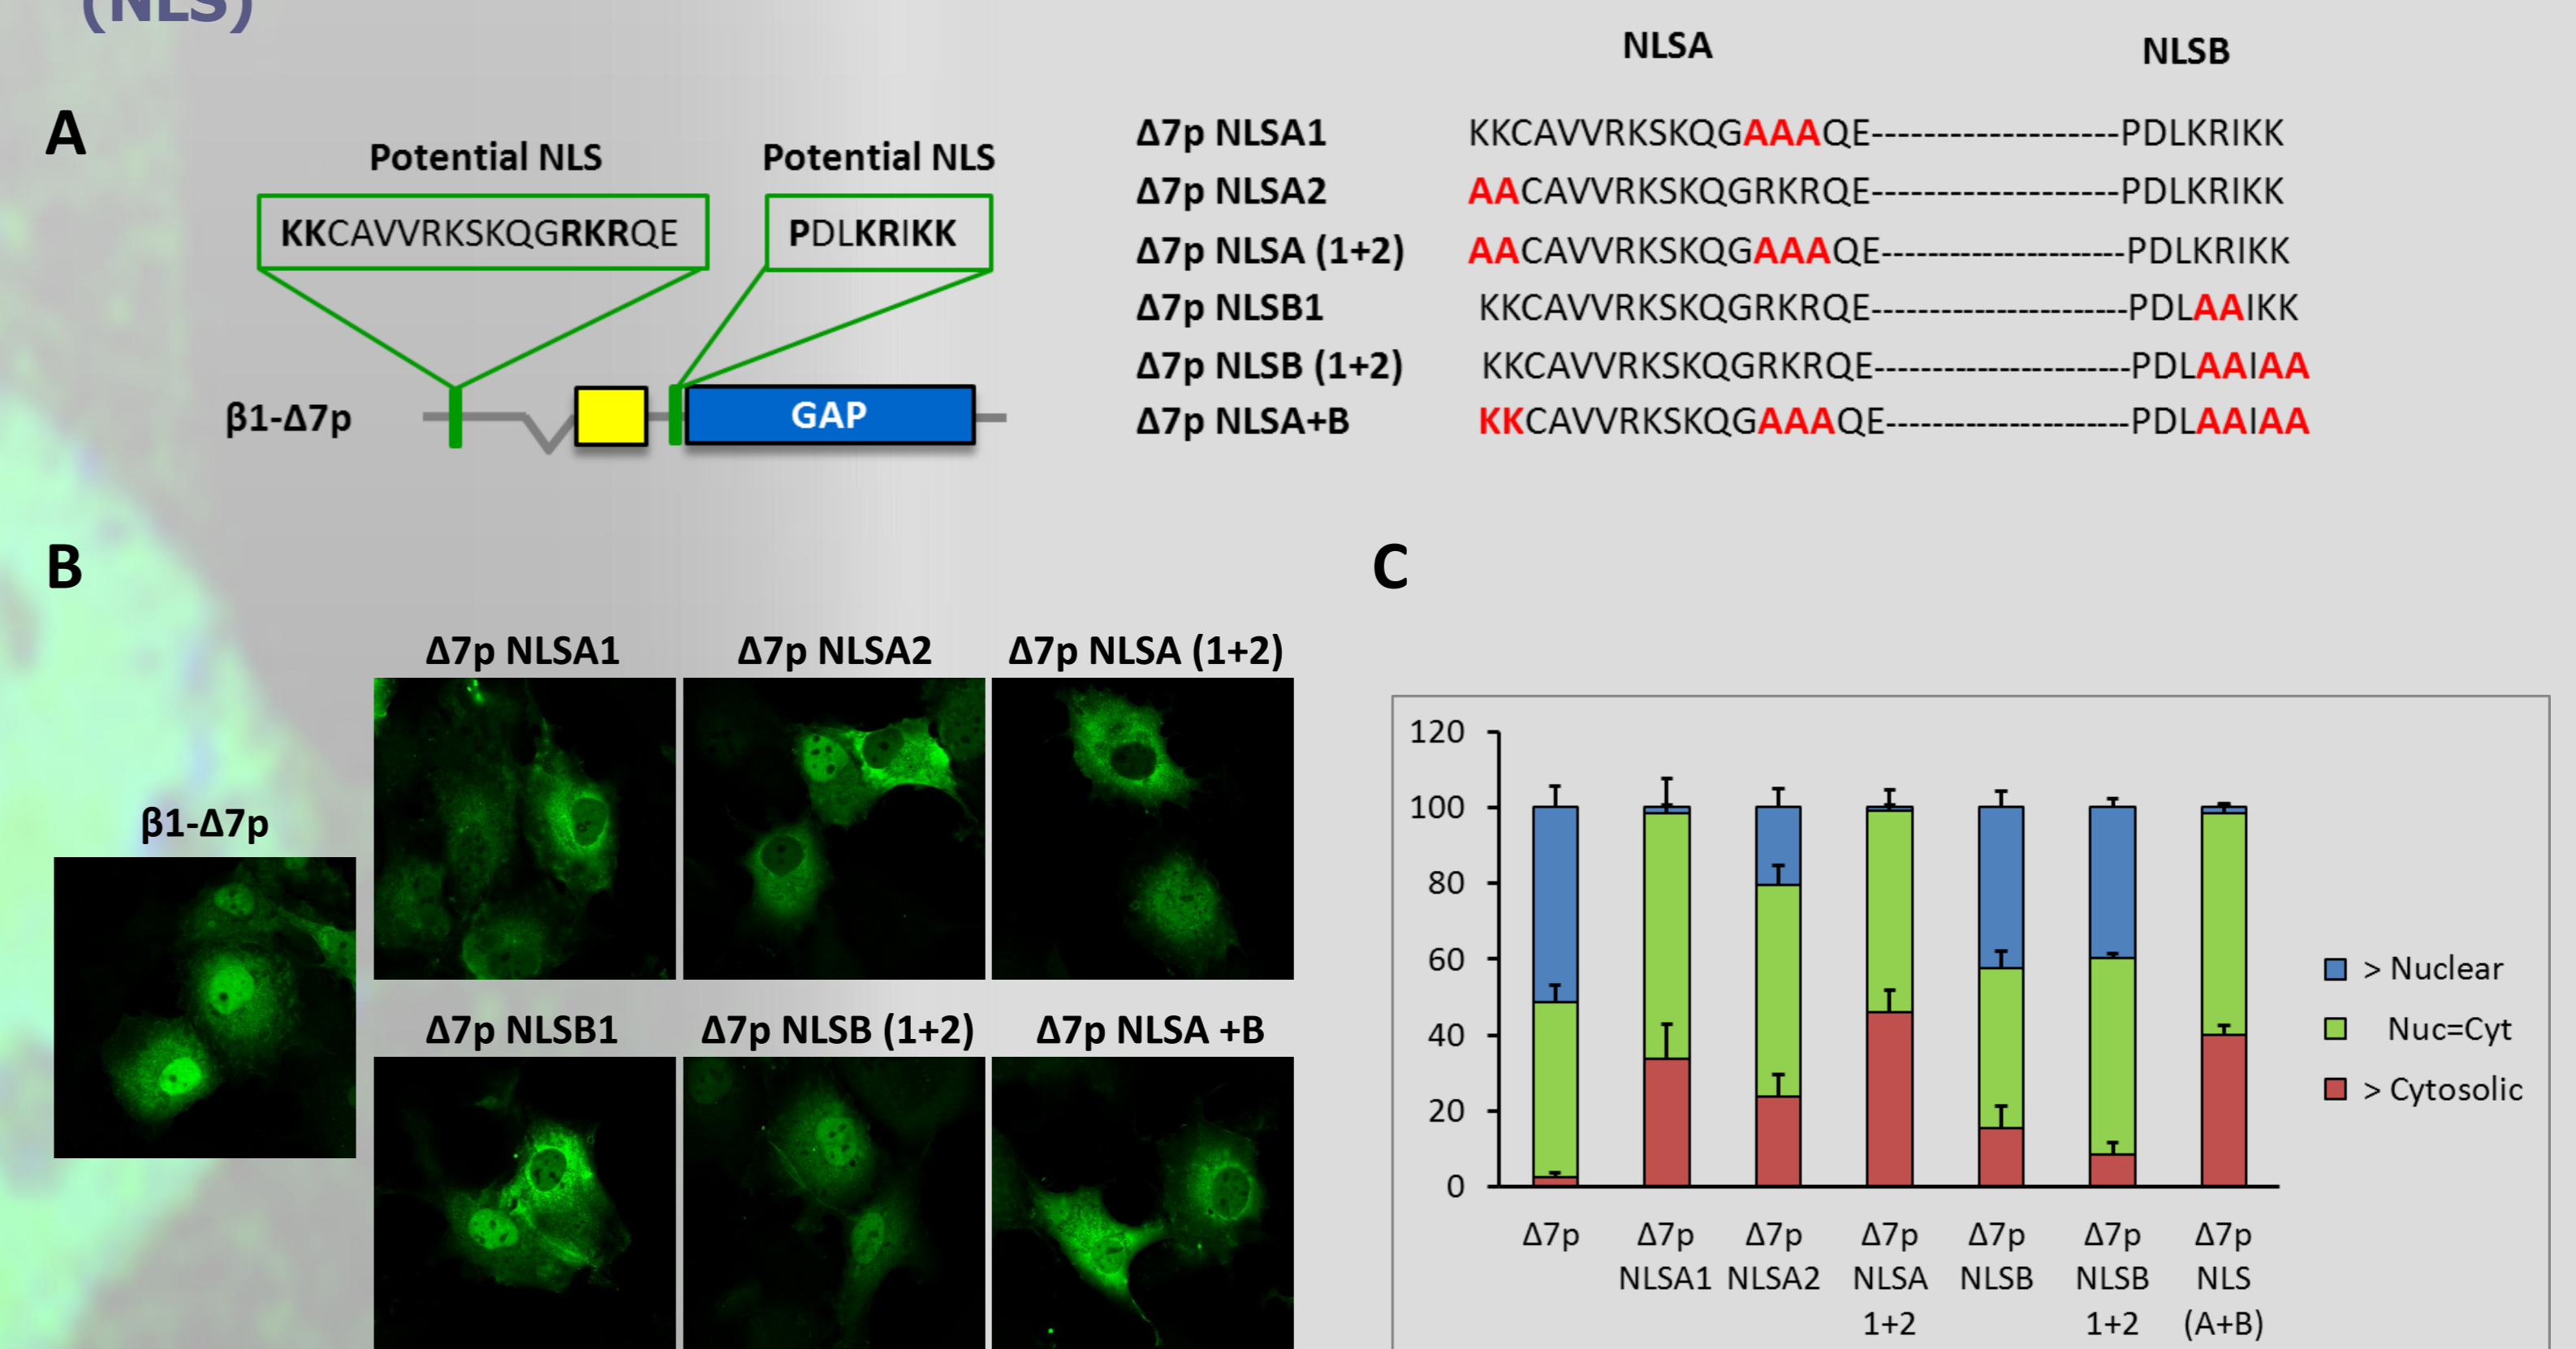 (NLS)
A
Potential NLS
Potential NLS
KKCAVVRKSKQGRKRQE
PDLKRIKK
β1-Δ7p
GAP
NLSA
NLSB
Δ7p NLSA1 KKCAVVRKSKQGAAAQE-------------------PDLKRIKK
Δ7p NLSA2 AACAVVRKSKQGRKRQE-------------------PDLKRIKK
Δ7p NLSA (1+2) AACAVVRKSKQGAAAQE-------------------PDLKRIKK
Δ7p NLSB1 KKCAVVRKSKQGRKRQE--------------------PDLAAIKK
Δ7p NLSB (1+2) KKCAVVRKSKQGRKRQE--------------------PDLAAIAA
Δ7p NLSA+B KKCAVVRKSKQGAAAQE-------------------PDLAAIAA
B
β1-Δ7p
Δ7p NLSA1
Δ7p NLSA2
Δ7p NLSA (1+2)
Δ7p NLSB1
Δ7p NLSB (1+2)
Δ7p NLSA +B
C
120
100
80
60
40
20
0
Δ7p
Δ7p
NLSA1
Δ7p
NLSA2
Δ7p
NLSA
1+2
Δ7p
NLSB
Δ7p
NLSB
1+2
Δ7p
NLS
(A+B)
> Nuclear
Nuc=Cyt
> Cytosolic